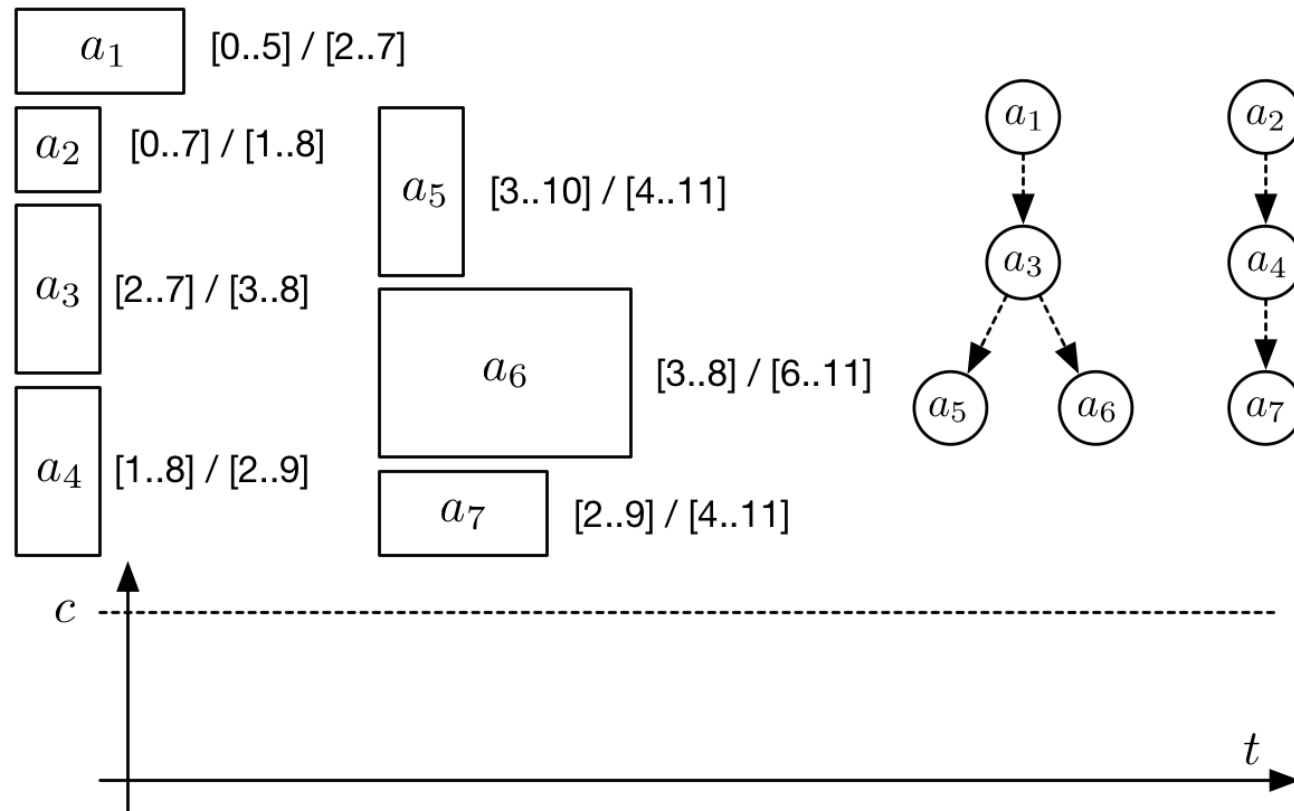 a₁ [0..5] / [2..7]
a₂ [0..7] / [1..8]
a₃ [2..7] / [3..8]
a₄ [1..8] / [2..9]
a₅ [3..10] / [4..11]
a₆ [3..8] / [6..11]
a₇ [2..9] / [4..11]
a₁ a₂
a₃ a₄
a₅ a₆ a₇
c
t